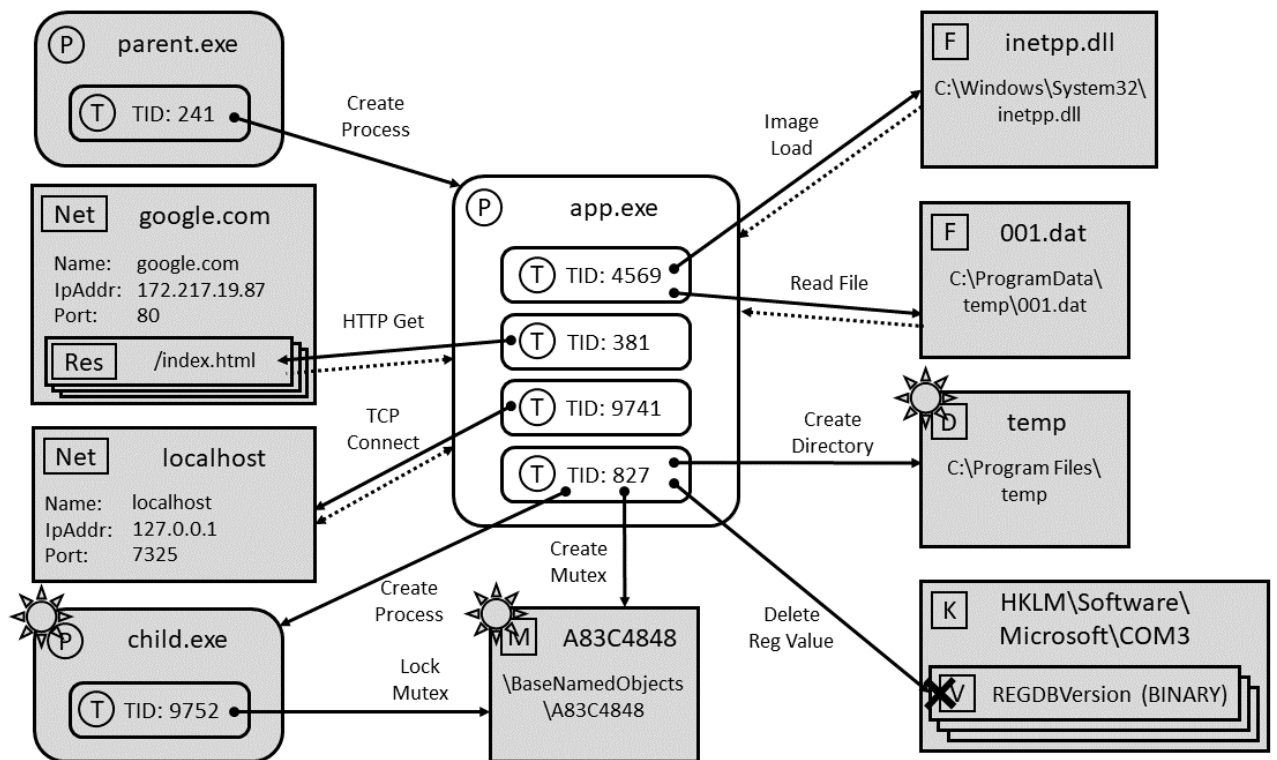 P parent.exe
T TID: 241
Create
Process
Net google.com
Name: google.com
IpAddr: 172.217.19.87
Port: 80
Res /index.html
HTTP Get
Net localhost
Name: localhost
IpAddr: 127.0.0.1
Port: 7325
TCP
Connect
P child.exe
T TID: 9752
Create
Process
Lock
Mutex
P app.exe
T TID: 4569
T TID: 381
T TID: 9741
T TID: 827
Create
Mutex
M A83C4848
\BaseNamedObjects
\A83C4848
Image
Load
F inetpp.dll
C:\Windows\System32\
inetpp.dll
Read File
F 001.dat
C:\ProgramData\
temp\001.dat
Create
Directory
D temp
C:\Program Files\
temp
Delete
Reg Value
K HKLM\Software\
Microsoft\COM3
V REGDBVersion (BINARY)